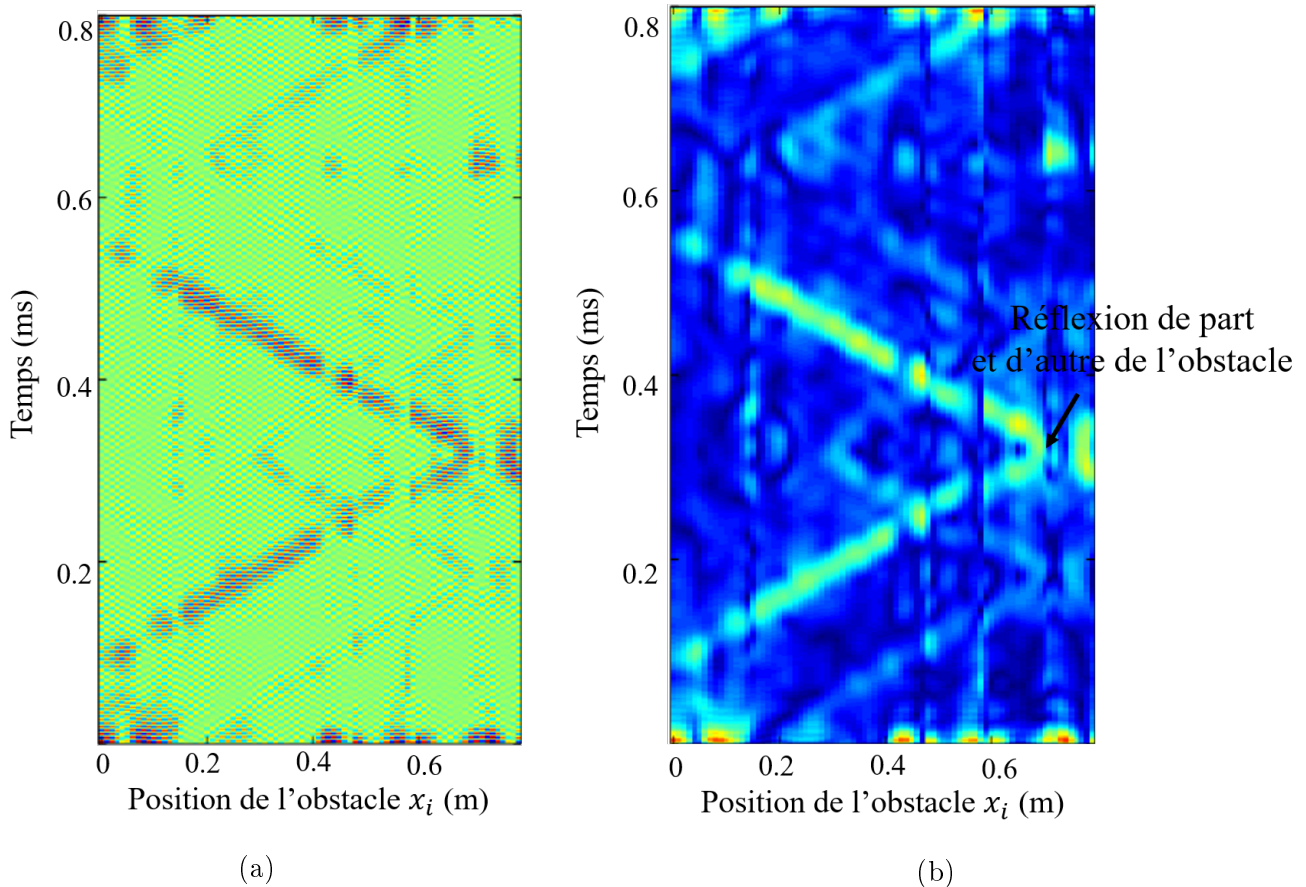 0.8
0.6
0.4
0.2
Temps (ms)
0 0.2 0.4 0.6
Position de l'obstacle xᵢ (m)
(a)
0.8
0.6
0.4
0.2
Temps (ms)
Réflexion de part
et d'autre de l'obstacle
0 0.2 0.4 0.6
Position de l'obstacle xᵢ (m)
(b)